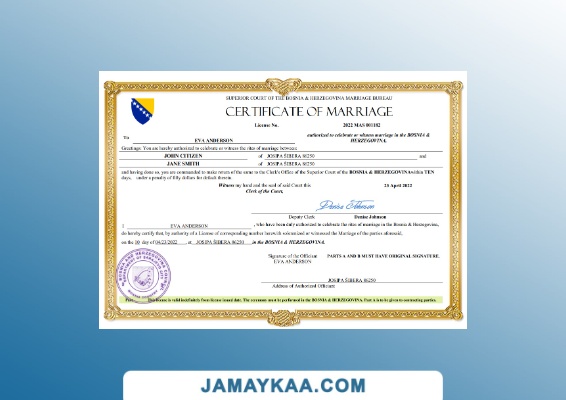 SUPERIOR COURT OF THE BOSNIA & HERZEGOVINA MARRIAGE BUREAU
CERTIFICATE OF MARRIAGE
License No. 2022 MAS 001102
To EVA ANDERSON authorized to celebrate or witness marriage in the BOSNIA & HERZEGOVINA.
Greetings: You are hereby authorized to celebrate or witness the rites of marriage between:
JOHN CITIZEN of JOSIPA ŠIBERA 88250 and
JANE SMITH of JOSIPA ŠIBERA 88250
and having done so, you are commanded to make return of the same to the Clerk's Office of the Superior Court of the BOSNIA & HERZEGOVINA within TEN
days, under a penalty of fifty dollars for default therein.
Witness my hand and the seal of said Court this 24 April 2022
Clerk of the Court,
Denise Johnson
Deputy Clerk Denise Johnson
I EVA ANDERSON , who have been duly authorized to celebrate the rites of marriage in the Bosnia & Herzegovina,
do hereby certify that, by authority of a License of corresponding number herewith solemnized or witnessed the Marriage of the parties aforesaid,
on the 10 day of 04/23/2022 at JOSIPA ŠIBERA 88250 in the BOSNIA & HERZEGOVINA.
Signature of the Officiant PARTS A AND B MUST HAVE ORIGINAL SIGNATURE.
EVA ANDERSON
JOSIPA ŠIBERA 88250
Address of Authorized Officiant
license is valid indefinitely from license issued date. The ceremony must be performed in the BOSNIA & HERZEGOVINA. Part A is to be given to contracting parties.
JAMAYKAA.COM